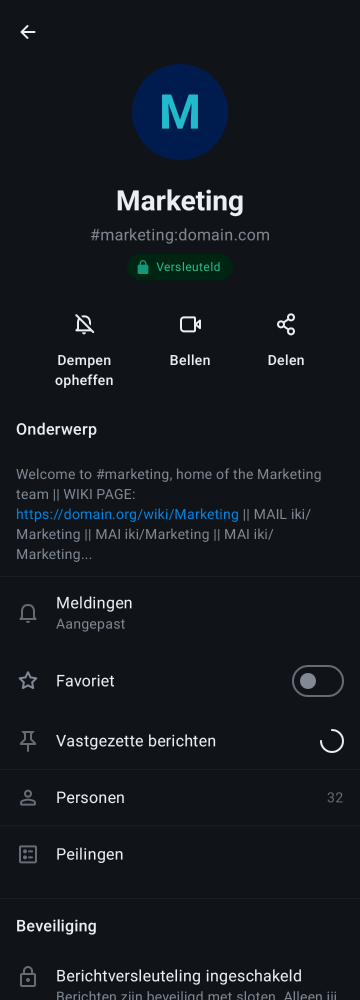 M
Marketing
#marketing:domain.com
Versleuteld
Dempen
opheffen
Bellen
Delen
Onderwerp
Welcome to #marketing, home of the Marketing
team || WIKI PAGE:
https://domain.org/wiki/Marketing || MAIL iki/
Marketing || MAI iki/Marketing || MAI iki/
Marketing...
Meldingen
Aangepast
Favoriet
Vastgezette berichten
Personen 32
Peilingen
Beveiliging
Berichtversleuteling ingeschakeld
Berichten zijn beveiligd met sloten. Alleen jij